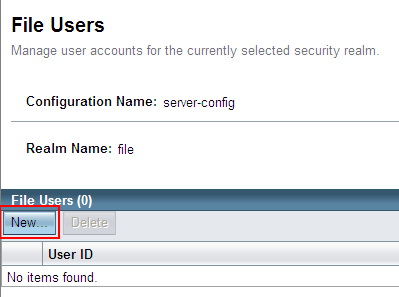 File Users
Manage user accounts for the currently selected security realm.
Configuration Name: server-config
Realm Name: file
File Users (0)
New... Delete
User ID
No items found.